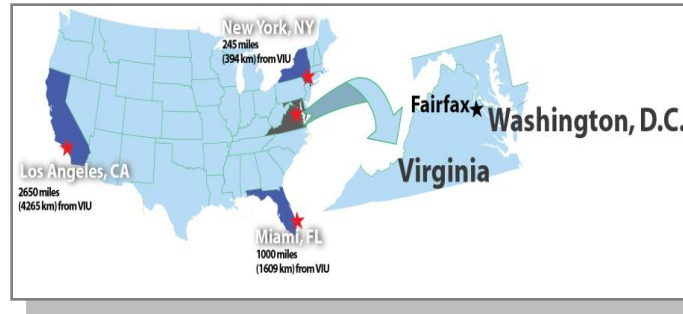 New York, NY
245 miles
(394 km) from VIU
Fairfax
Washington, D.C.
Virginia
Los Angeles, CA
2650 miles
(4265 km) from VIU
Miami, FL
1000 miles
(1609 km) from VIU